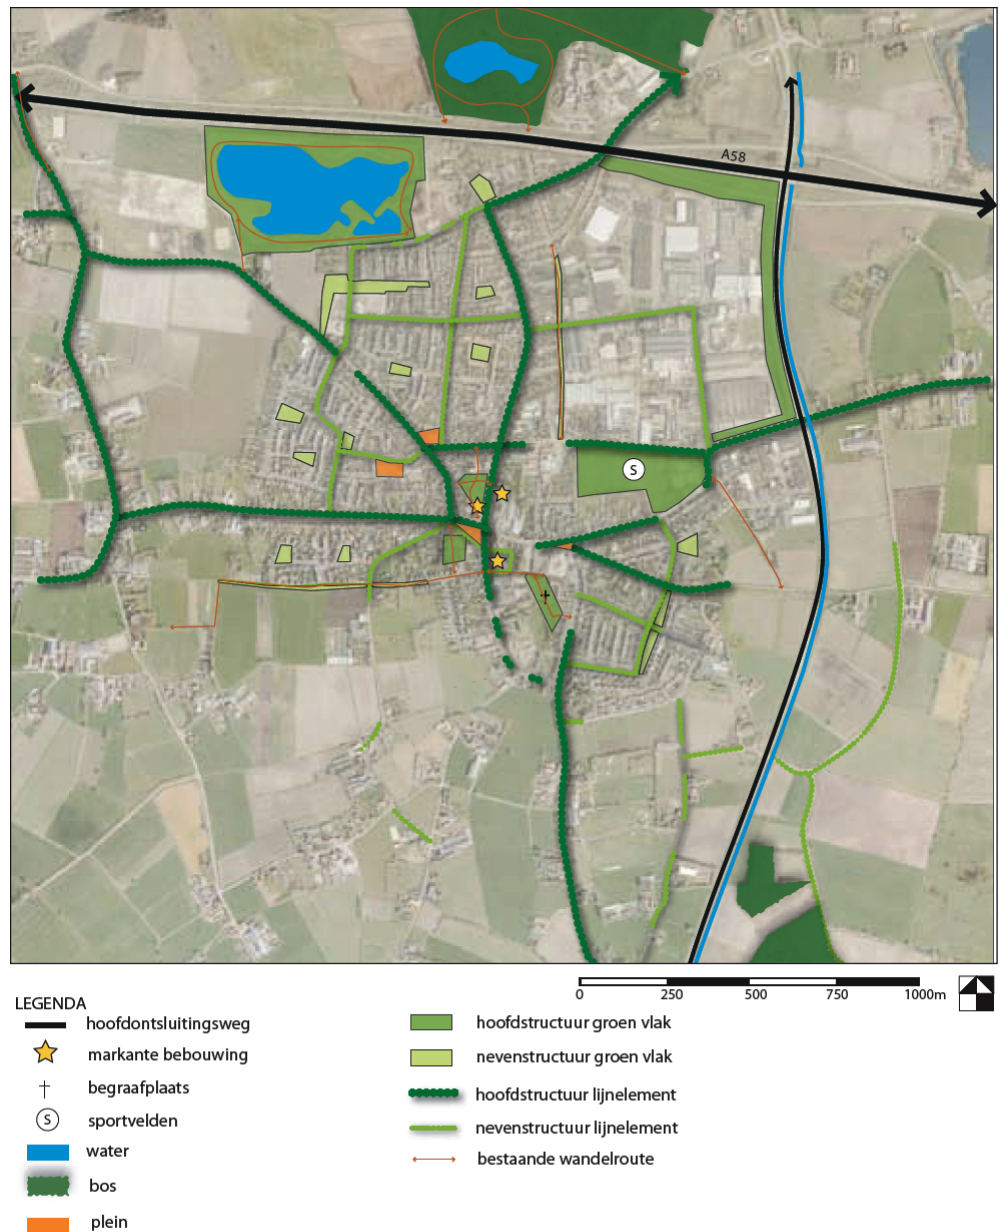 A58
S
0 250 500 750 1000m
LEGENDA
hoofdontsluitingsweg
markante bebouwing
begraafplaats
S sportvelden
water
bos
plein
hoofdstructuur groen vlak
nevenstructuur groen vlak
hoofdstructuur lijnelement
nevenstructuur lijnelement
bestaande wandelroute